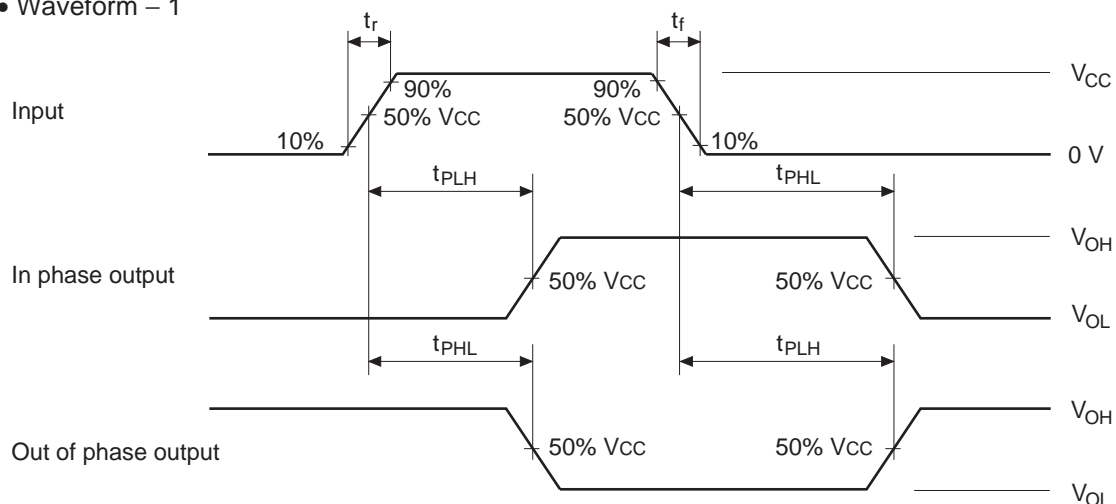 • Waveform – 1
tr
tf
VCC
90%
90%
Input
50% VCC
50% VCC
10%
10%
0 V
tPLH
tPHL
VOH
In phase output
50% VCC
50% VCC
VOL
tPHL
tPLH
VOH
Out of phase output
50% VCC
50% VCC
VOL